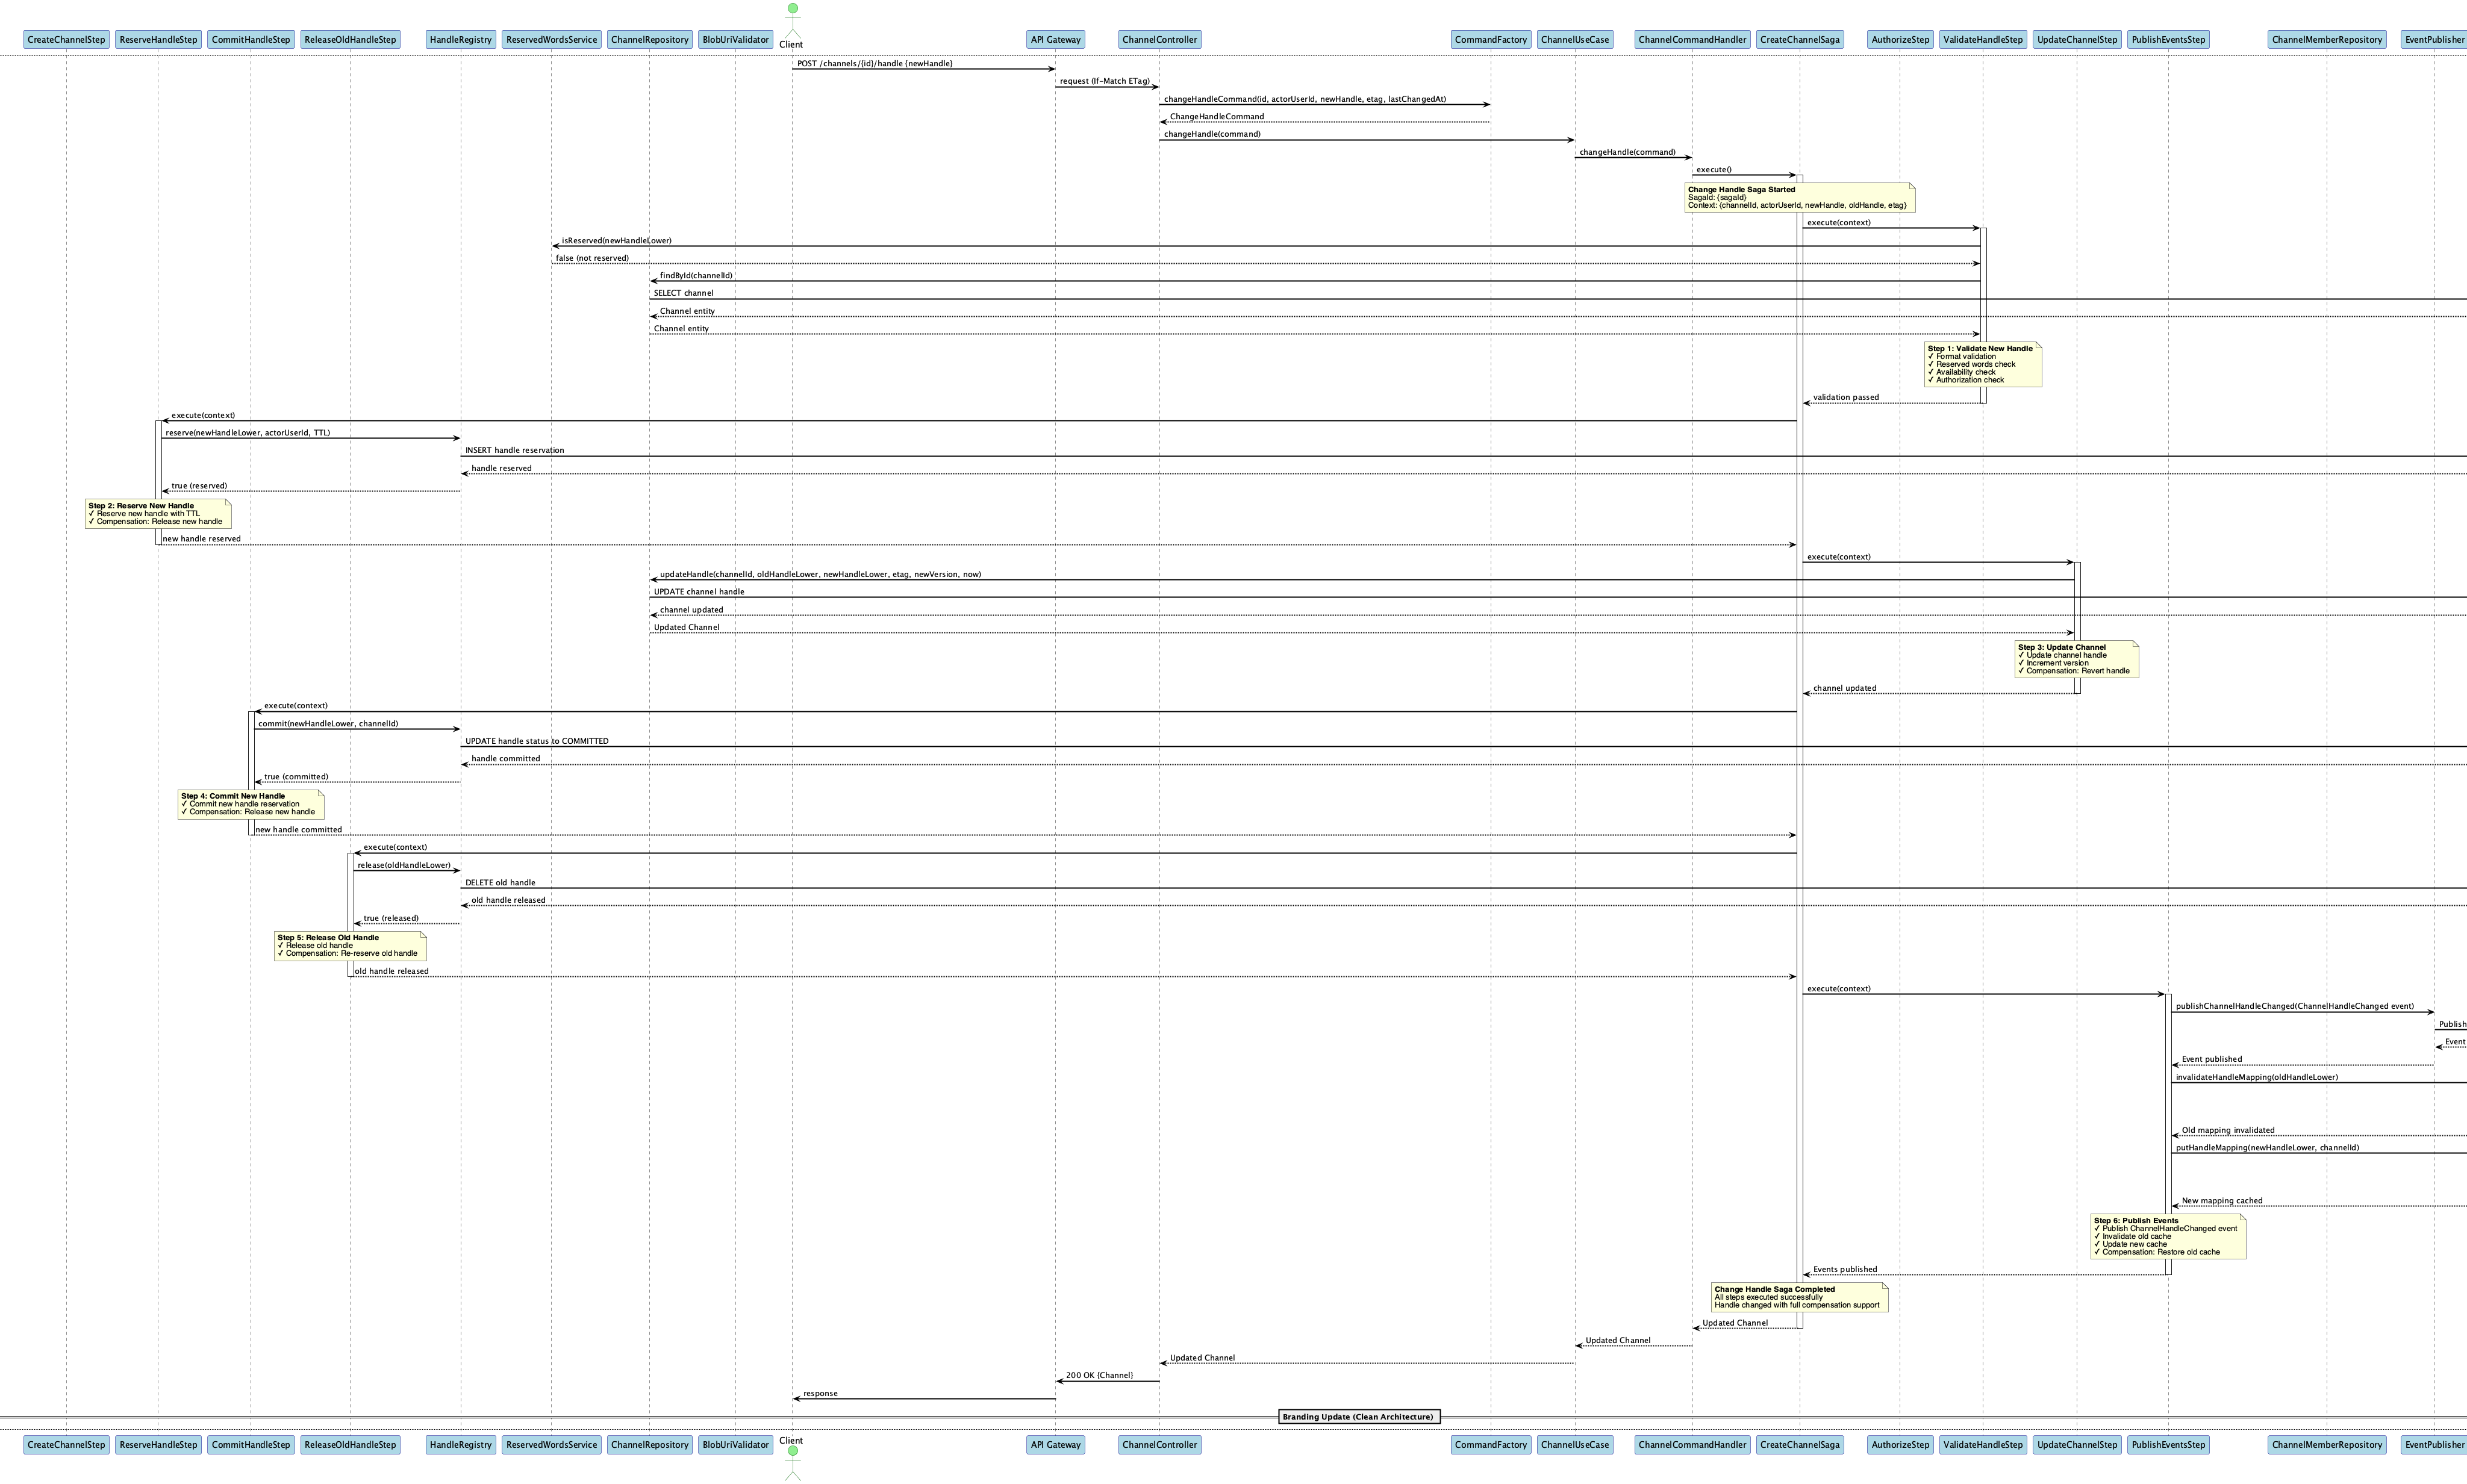 CreateChannelStep
ReserveHandleStep
CommitHandleStep
ReleaseOldHandleStep
HandleRegistry
ReservedWordsService
ChannelRepository
BlobUriValidator
Client
API Gateway
ChannelController
CommandFactory
ChannelUseCase
ChannelCommandHandler
CreateChannelSaga
AuthorizeStep
ValidateHandleStep
UpdateChannelStep
PublishEventsStep
ChannelMemberRepository
EventPublisher
POST /channels/{id}/handle {newHandle}
request (If-Match ETag)
changeHandleCommand(id, actorUserId, newHandle, etag, lastChangedAt)
ChangeHandleCommand
changeHandle(command)
changeHandle(command)
execute()
Change Handle Saga Started
SagaId: {sagaId}
Context: {channelId, actorUserId, newHandle, oldHandle, etag}
execute(context)
isReserved(newHandleLower)
false (not reserved)
findById(channelId)
SELECT channel
Channel entity
Channel entity
Step 1: Validate New Handle
✓ Format validation
✓ Reserved words check
✓ Availability check
✓ Authorization check
validation passed
execute(context)
reserve(newHandleLower, actorUserId, TTL)
INSERT handle reservation
handle reserved
true (reserved)
Step 2: Reserve New Handle
✓ Reserve new handle with TTL
✓ Compensation: Release new handle
new handle reserved
execute(context)
updateHandle(channelId, oldHandleLower, newHandleLower, etag, newVersion, now)
UPDATE channel handle
channel updated
Updated Channel
Step 3: Update Channel
✓ Update channel handle
✓ Increment version
✓ Compensation: Revert handle
channel updated
execute(context)
commit(newHandleLower, channelId)
UPDATE handle status to COMMITTED
handle committed
true (committed)
Step 4: Commit New Handle
✓ Commit new handle reservation
✓ Compensation: Release new handle
new handle committed
execute(context)
release(oldHandleLower)
DELETE old handle
old handle released
true (released)
Step 5: Release Old Handle
✓ Release old handle
✓ Compensation: Re-reserve old handle
old handle released
execute(context)
publishChannelHandleChanged(ChannelHandleChanged event)
Publish
Event
Event published
invalidateHandleMapping(oldHandleLower)
Old mapping invalidated
putHandleMapping(newHandleLower, channelId)
New mapping cached
Step 6: Publish Events
✓ Publish ChannelHandleChanged event
✓ Invalidate old cache
✓ Update new cache
✓ Compensation: Restore old cache
Events published
Change Handle Saga Completed
All steps executed successfully
Handle changed with full compensation support
Updated Channel
Updated Channel
Updated Channel
200 OK {Channel}
response
Branding Update (Clean Architecture)
CreateChannelStep
ReserveHandleStep
CommitHandleStep
ReleaseOldHandleStep
HandleRegistry
ReservedWordsService
ChannelRepository
BlobUriValidator
Client
API Gateway
ChannelController
CommandFactory
ChannelUseCase
ChannelCommandHandler
CreateChannelSaga
AuthorizeStep
ValidateHandleStep
UpdateChannelStep
PublishEventsStep
ChannelMemberRepository
EventPublisher